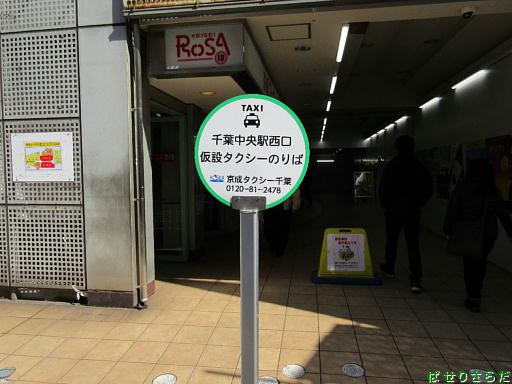 RoSA
TAXI
千葉中央駅西口
仮設タクシーのりば
京成タクシー千葉
0120-81-2478
ぱせりさらだ